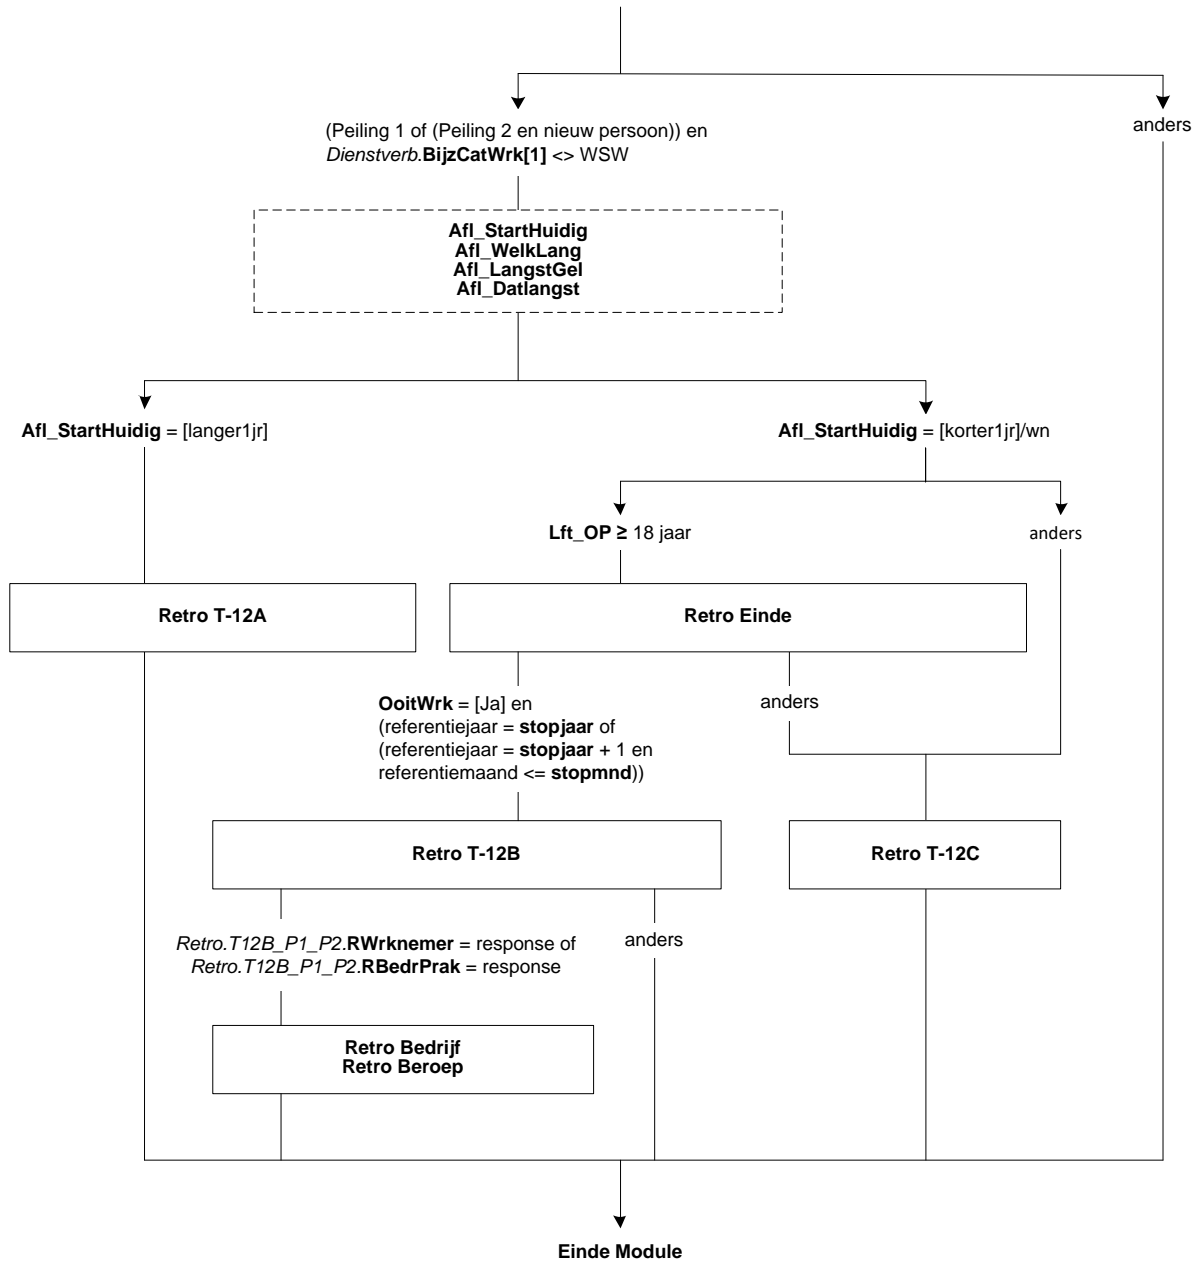 (Peiling 1 of (Peiling 2 en nieuw persoon)) en
Dienstverb.BijzCatWrk[1] <> WSW
anders
Afl_StartHuidig
Afl_WelkLang
Afl_LangstGel
Afl_Datlangst
Afl_StartHuidig = [langer1jr]
Afl_StartHuidig = [korter1jr]/wn
Lft_OP ≥ 18 jaar
anders
Retro T-12A
Retro Einde
OoitWrk = [Ja] en
(referentiejaar = stopjaar of
(referentiejaar = stopjaar + 1 en
referentiemaand <= stopmnd))
anders
Retro T-12B
Retro T-12C
Retro.T12B_P1_P2.RWrknemer = response of
Retro.T12B_P1_P2.RBedrPrak = response
anders
Retro Bedrijf
Retro Beroep
Einde Module